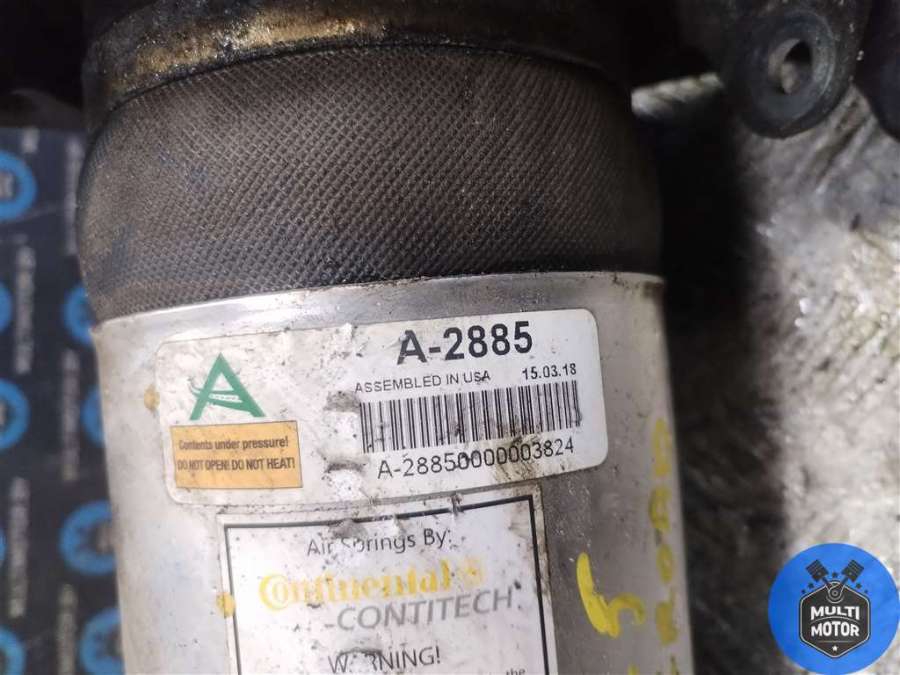 A-2885
ASSEMBLED IN USA 15.03.18
Contents under pressure!
DO NOT OPEN! DO NOT HEAT!
A-28850000003824
Air Springs By:
Continental
-CONTITECH
WARNING!
the
MULTI
MOTOR